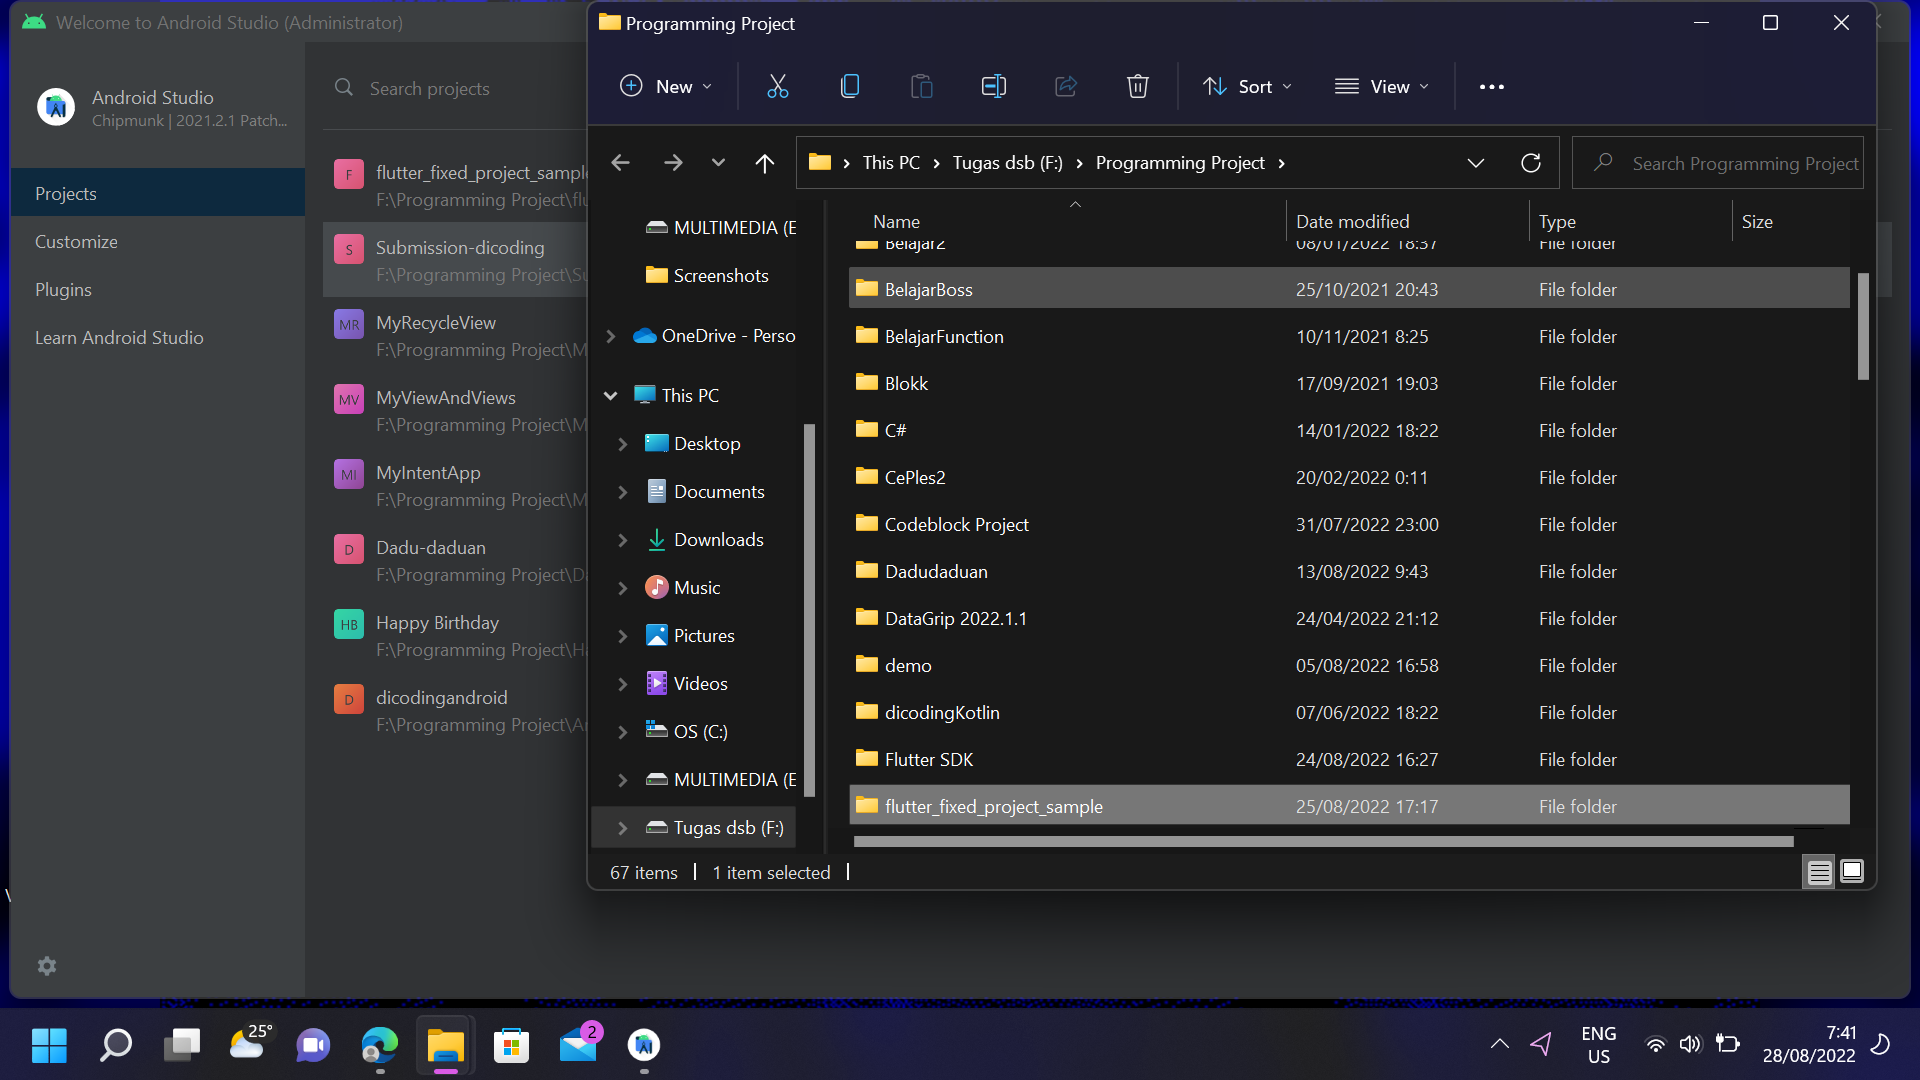 Welcome to Android Studio (Administrator)
Android Studio
Chipmunk | 2021.2.1 Patch...
Projects
Customize
Plugins
Learn Android Studio
Search projects
F
flutter_fixed_project_sample
F:\Programming Project\flu
S
Submission-dicoding
F:\Programming Project\Su
MR
MyRecycleView
F:\Programming Project\M
MV
MyViewAndViews
F:\Programming Project\M
MI
MyIntentApp
F:\Programming Project\M
D
Dadu-daduan
F:\Programming Project\Da
HB
Happy Birthday
F:\Programming Project\Ha
D
dicodingandroid
F:\Programming Project\An
Programming Project
New
Sort
View
This PC
Tugas dsb (F:)
Programming Project
Search Programming Project
MULTIMEDIA (E
Screenshots
OneDrive - Perso
This PC
Desktop
Documents
Downloads
Music
Pictures
Videos
OS (C:)
MULTIMEDIA (E
Tugas dsb (F:)
Name Date modified Type Size
Belajar2 08/01/2022 18:37 File folder
BelajarBoss 25/10/2021 20:43 File folder
BelajarFunction 10/11/2021 8:25 File folder
Blokk 17/09/2021 19:03 File folder
C# 14/01/2022 18:22 File folder
CePles2 20/02/2022 0:11 File folder
Codeblock Project 31/07/2022 23:00 File folder
Dadudaduan 13/08/2022 9:43 File folder
DataGrip 2022.1.1 24/04/2022 21:12 File folder
demo 05/08/2022 16:58 File folder
dicodingKotlin 07/06/2022 18:22 File folder
Flutter SDK 24/08/2022 16:27 File folder
flutter_fixed_project_sample 25/08/2022 17:17 File folder
67 items
1 item selected
25°
2
ENG
US
7:41
28/08/2022